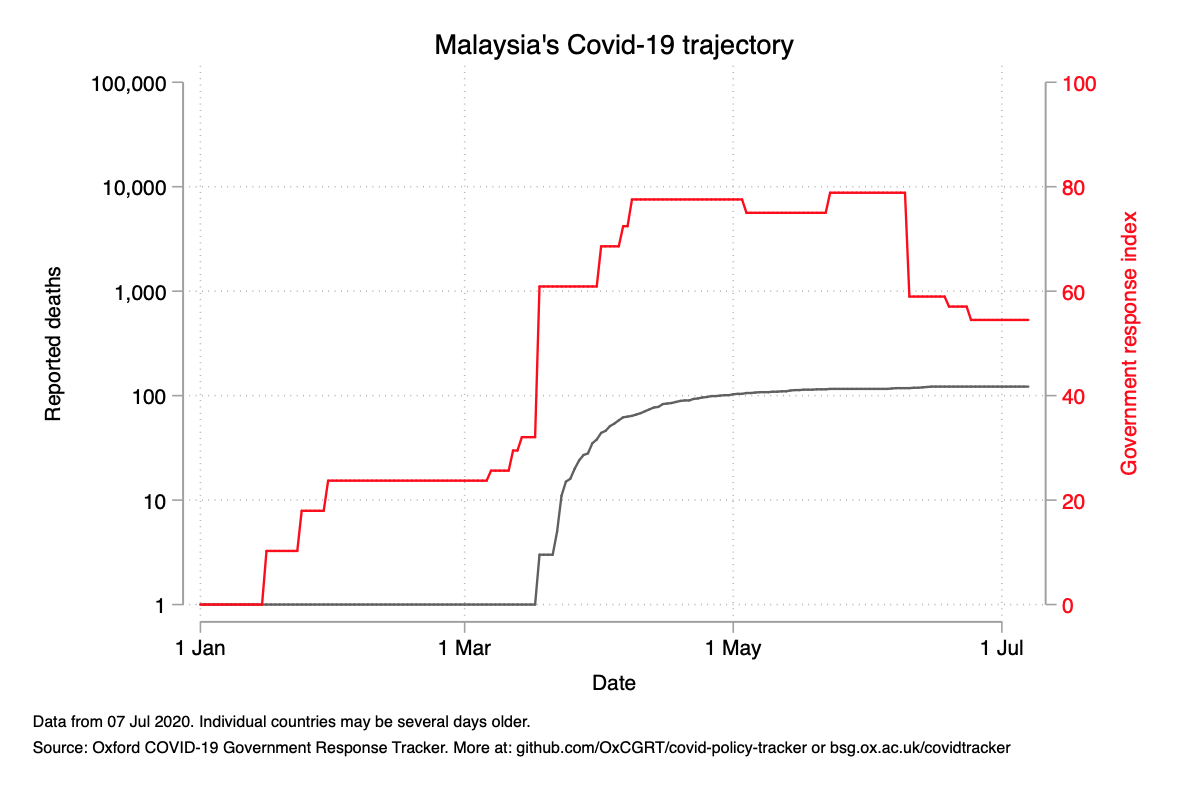 Malaysia's Covid-19 trajectory
100,000
10,000
1,000
100
10
1
Reported deaths
100
80
60
40
20
0
Government response index
1 Jan
1 Mar
1 May
1 Jul
Date
Data from 07 Jul 2020. Individual countries may be several days older.
Source: Oxford COVID-19 Government Response Tracker. More at: github.com/OxCGRT/covid-policy-tracker or bsg.ox.ac.uk/covidtracker